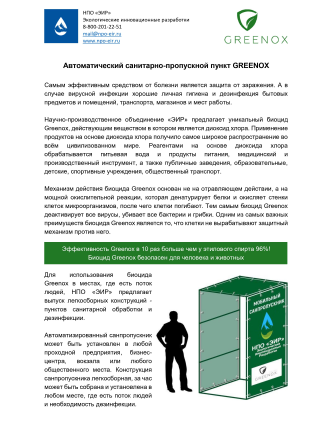 НПО «ЭИР»
Экологические инновационные разработки
8-800-201-22-51
mail@npo-eir.ru
www.npo-eir.ru
GREENOX
Автоматический санитарно-пропускной пункт GREENOX
Самым эффективным средством от болезни является защита от заражения. А в
случае вирусной инфекции хорошие личная гигиена и дезинфекция бытовых
предметов и помещений, транспорта, магазинов и мест работы.
Научно-производственное объединение «ЭИР» предлагает уникальный биоцид
Greenox, действующим веществом в котором является диоксид хлора. Применение
продуктов на основе диоксида хлора получило самое широкое распространение во
всём цивилизованном мире. Реагентами на основе диоксида хлора
обрабатывается питьевая вода и продукты питания, медицинский и
производственный инструмент, а также публичные заведения, образовательные,
детские, спортивные учреждения, общественный транспорт.
Механизм действия биоцида Greenox основан не на отравляющем действии, а на
мощной окислительной реакции, которая денатурирует белки и окисляет стенки
клеток микроорганизмов, после чего клетки погибают. Тем самым биоцид Greenox
деактивирует все вирусы, убивает все бактерии и грибки. Одним из самых важных
преимуществ биоцида Greenox является то, что клетки не вырабатывают защитный
механизм против него.
Эффективность Greenox в 10 раз больше чем у этилового спирта 96%!
Биоцид Greenox безопасен для человека и животных
Для использования биоцида
Greenox в местах, где есть поток
людей, НПО «ЭИР» предлагает
выпуск легкосборных конструкций -
пунктов санитарной обработки и
дезинфекции.
Автоматизированный санпропускник
может быть установлен в любой
проходной предприятия, бизнес-
центра, вокзала или любого
общественного места. Конструкция
санпропускника легкосборная, за час
может быть собрана и установлена в
любом месте, где есть поток людей
и необходимость дезинфекции.
МОБИЛЬНЫЙ
САНПРОПУСКНИК
НПО «ЭИР»
GREENOX